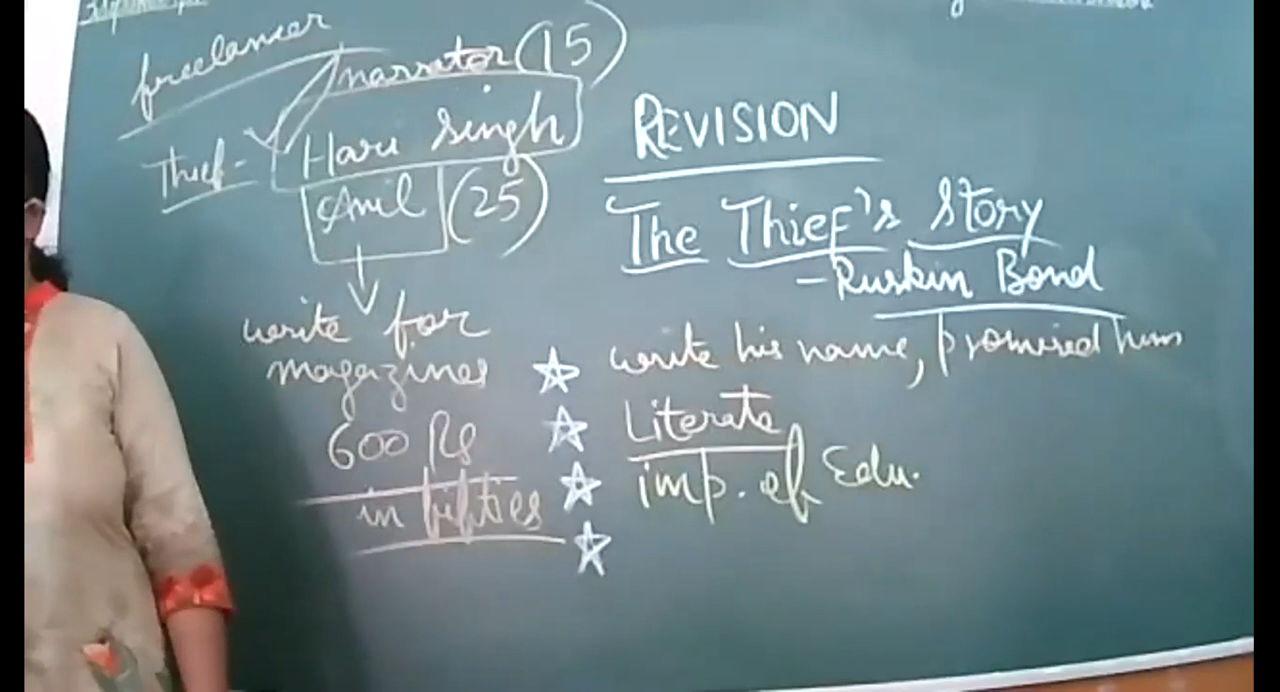 freelancer
narrator (15)
Thief - Hari Singh
Anil (25)
write for
magazines
600 Rs
in fifties
REVISION
The Thief's Story
- Ruskin Bond
write his name, promised him
Literate
imp. of Edu.